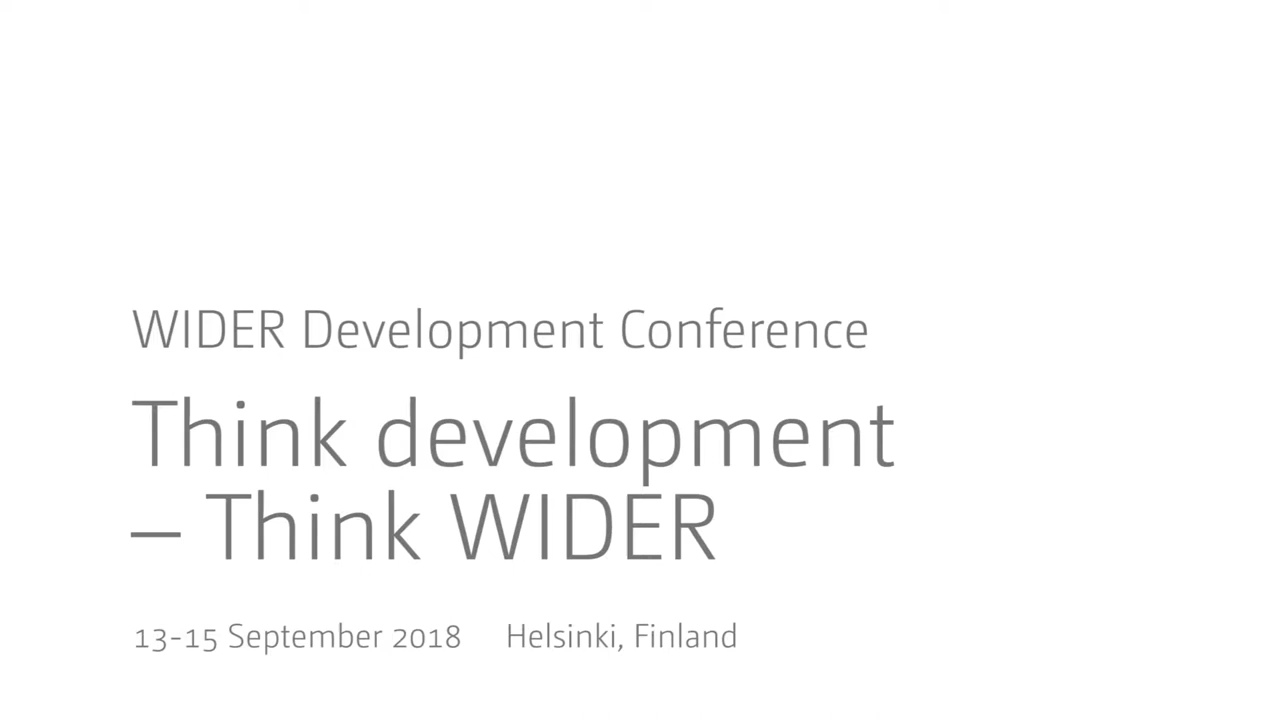 WIDER Development Conference
Think development
– Think WIDER
13-15 September 2018 Helsinki, Finland